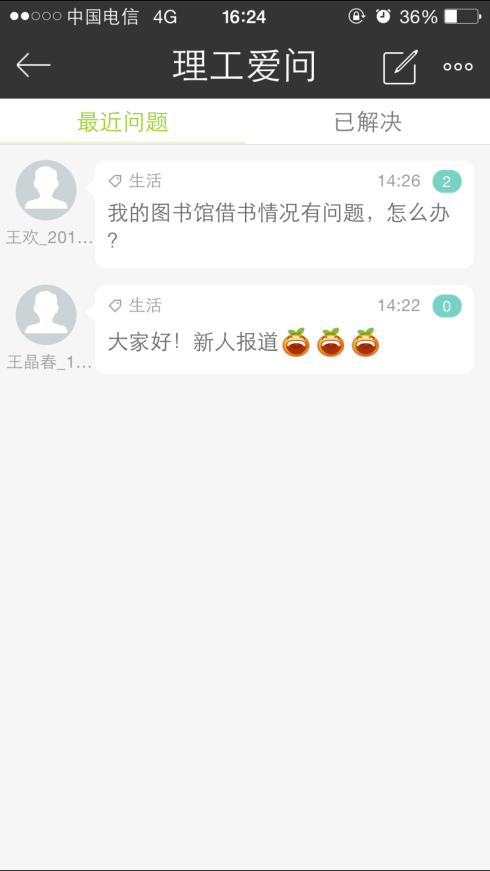 中国电信 4G 16:24 36%
理工爱问
最近问题 已解决
生活 14:26 2
我的图书馆借书情况有问题，怎么办
？
王欢_201...
生活 14:22 0
大家好！新人报道
王晶春_1...